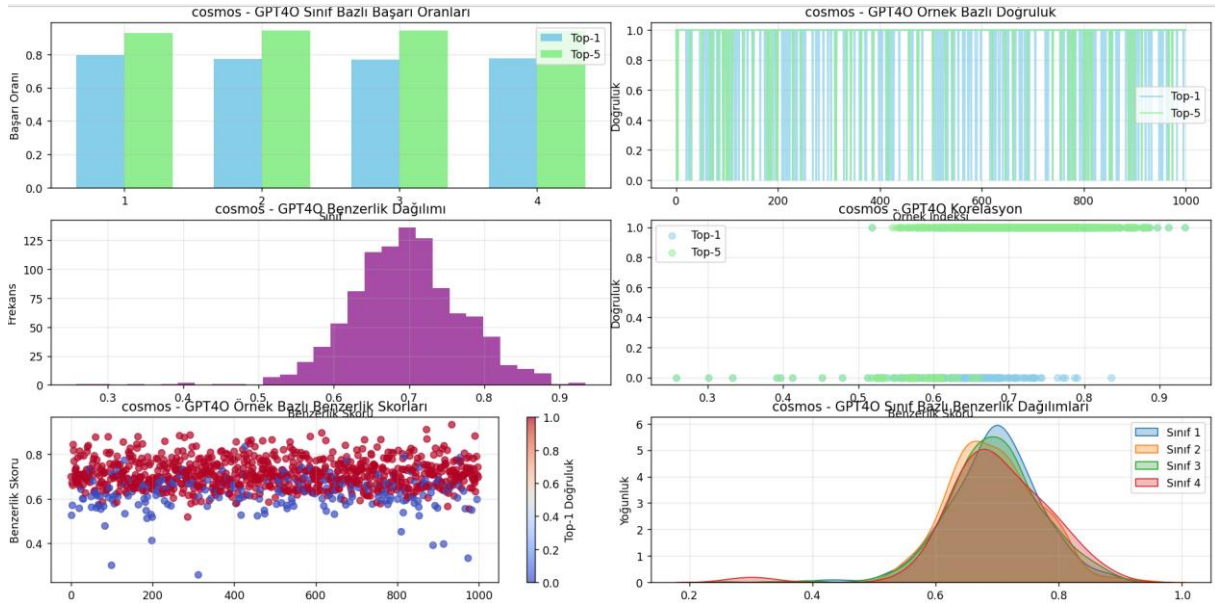 cosmos - GPT4O Sınıf Bazlı Başarı Oranları
Başarı Oranı
0.8
0.6
0.4
0.2
0.0
Top-1
Top-5
1 2 3 4
Sınıf
cosmos - GPT4O Örnek Bazlı Doğruluk
Doğruluk
1.0
0.8
0.6
0.4
0.2
0.0
Top-1
Top-5
0 200 400 600 800 1000
Örnek İndeksi
cosmos - GPT4O Benzerlik Dağılımı
Frekans
125
100
75
50
25
0
0.3 0.4 0.5 0.6 0.7 0.8 0.9
Benzerlik Skoru
cosmos - GPT4O Korelasyon
Doğruluk
1.0
0.8
0.6
0.4
0.2
0.0
Top-1
Top-5
0.3 0.4 0.5 0.6 0.7 0.8 0.9
Benzerlik Skoru
cosmos - GPT4O Örnek Bazlı Benzerlik Skorları
Benzerlik Skoru
0.8
0.6
0.4
0 200 400 600 800 1000
1.0
0.8
0.6
0.4
0.2
0.0
Top-1 Doğruluk
cosmos - GPT4O Sınıf Bazlı Benzerlik Dağılımları
Yoğunluk
6
5
4
3
2
1
0
Sınıf 1
Sınıf 2
Sınıf 3
Sınıf 4
0.2 0.4 0.6 0.8 1.0